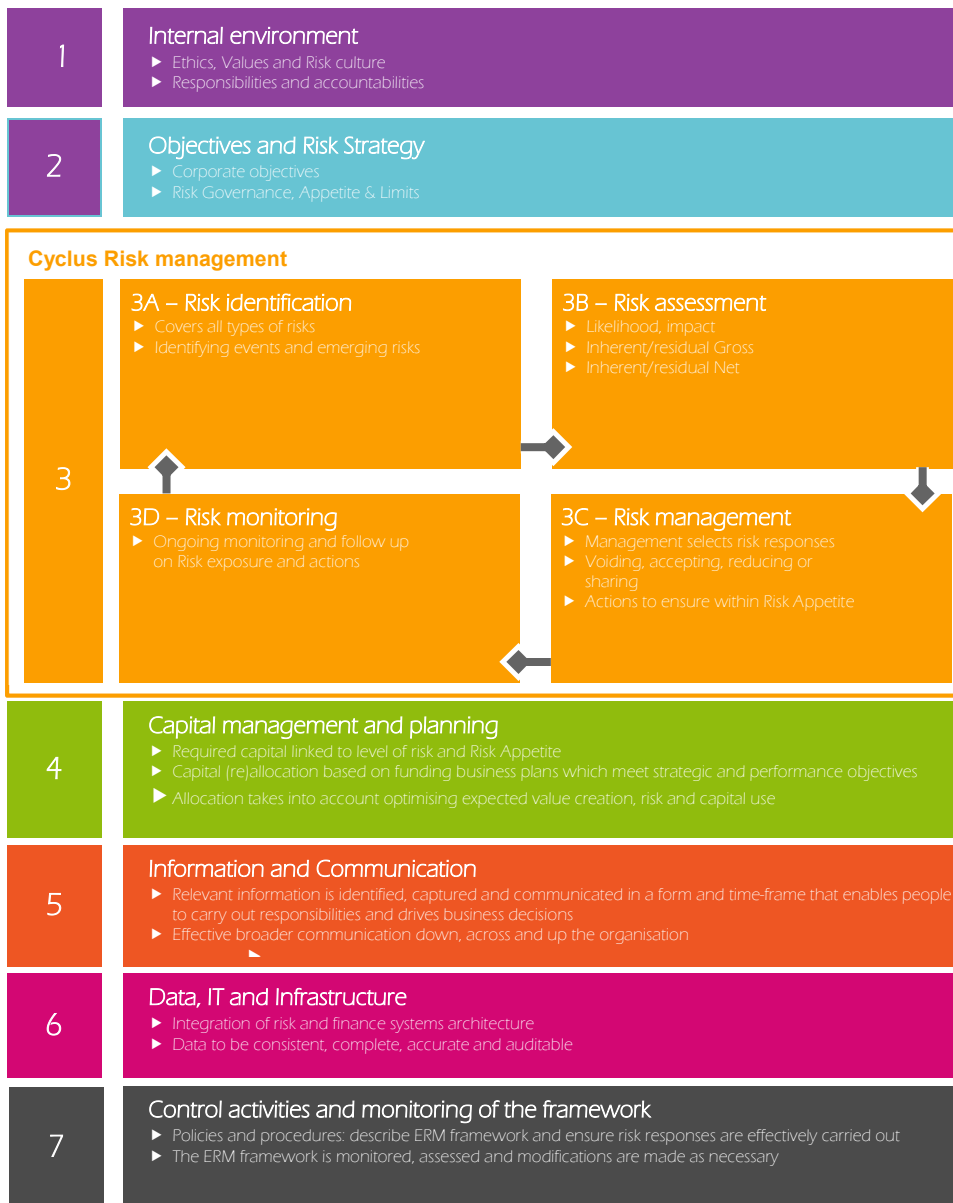 1
Internal environment
► Ethics, Values and Risk culture
► Responsibilities and accountabilities
2
Objectives and Risk Strategy
► Corporate objectives
► Risk Governance, Appetite & Limits
Cyclus Risk management
3
3A – Risk identification
► Covers all types of risks
► Identifying events and emerging risks
3B – Risk assessment
► Likelihood, impact
► Inherent/residual Gross
► Inherent/residual Net
3D – Risk monitoring
► Ongoing monitoring and follow up
on Risk exposure and actions
3C – Risk management
► Management selects risk responses
► Voiding, accepting, reducing or
sharing
► Actions to ensure within Risk Appetite
4
Capital management and planning
► Required capital linked to level of risk and Risk Appetite
► Capital (re)allocation based on funding business plans which meet strategic and performance objectives
► Allocation takes into account optimising expected value creation, risk and capital use
5
Information and Communication
► Relevant information is identified, captured and communicated in a form and time-frame that enables people
to carry out responsibilities and drives business decisions
► Effective broader communication down, across and up the organisation
6
Data, IT and Infrastructure
► Integration of risk and finance systems architecture
► Data to be consistent, complete, accurate and auditable
7
Control activities and monitoring of the framework
► Policies and procedures: describe ERM framework and ensure risk responses are effectively carried out
► The ERM framework is monitored, assessed and modifications are made as necessary